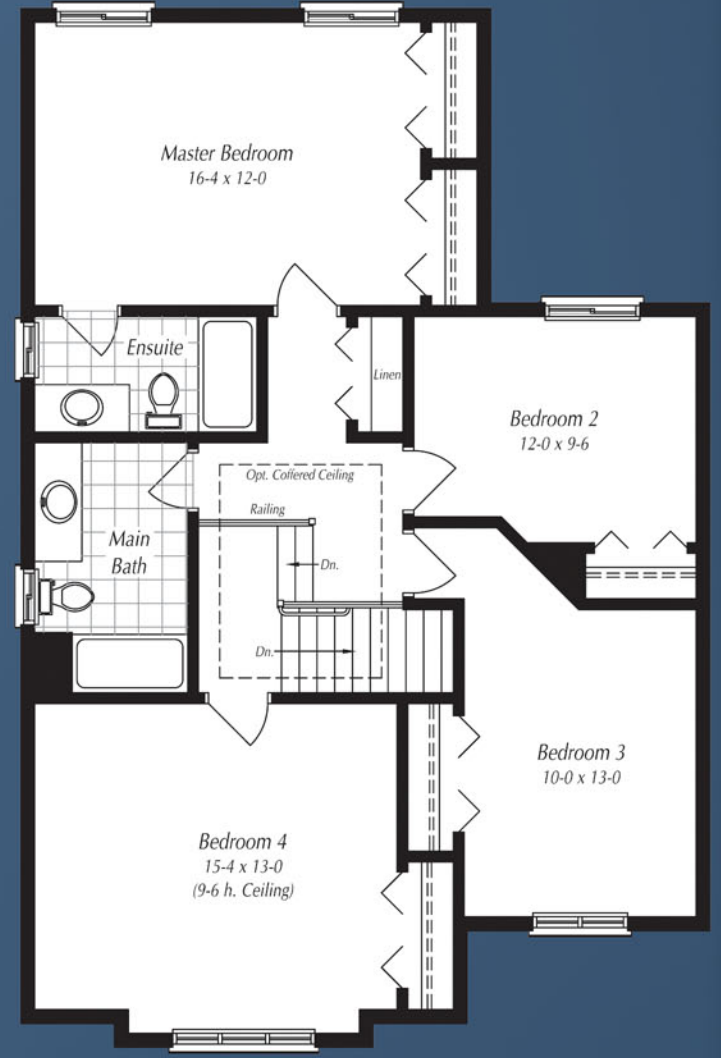 Master Bedroom
16-4 x 12-0
Ensuite
Linen
Bedroom 2
12-0 x 9-6
Opt. Coffered Ceiling
Railing
Main
Bath
Dn.
Dn.
Bedroom 3
10-0 x 13-0
Bedroom 4
15-4 x 13-0
(9-6 h. Ceiling)